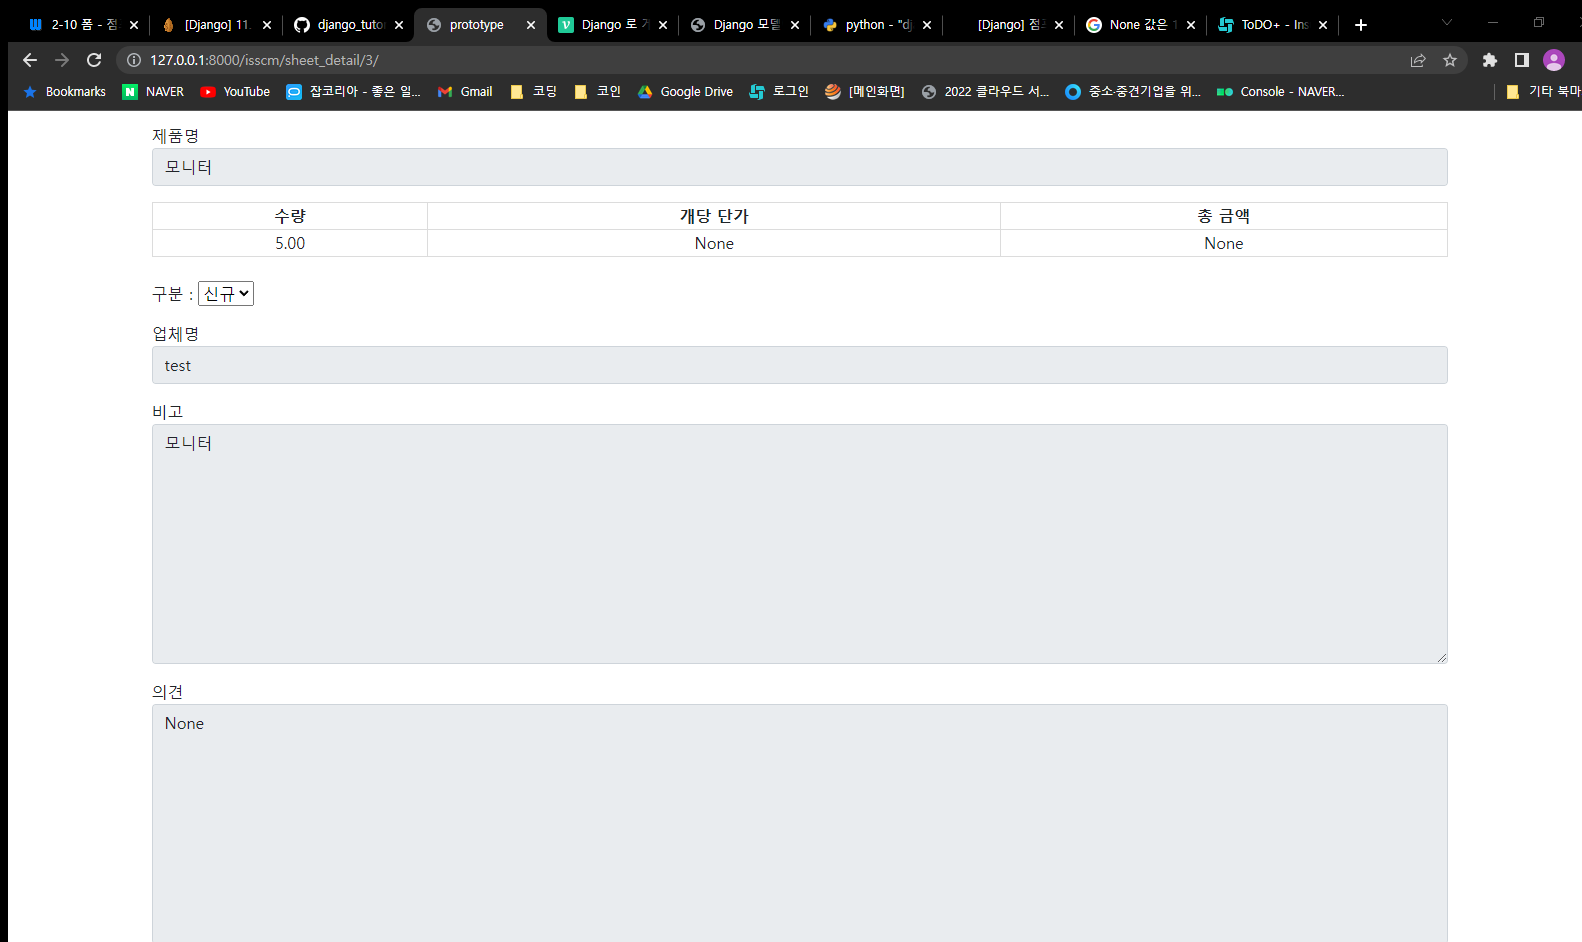 2-10 폼 - 점
[Django] 11.
django_tutor
prototype
Django 로
Django 모델
python - "dj
[Django] 점
None 값은
ToDO+ - Ins
127.0.0.1:8000/isscm/sheet_detail/3/
Bookmarks
NAVER
YouTube
잡코리아 - 좋은 일...
Gmail
코딩
코인
Google Drive
로그인
[메인화면]
2022 클라우드 서...
중소·중견기업을 위...
Console - NAVER...
기타 북마
제품명
모니터
수량 개당 단가 총 금액
5.00 None None
구분 : 신규
업체명
test
비고
모니터
의견
None